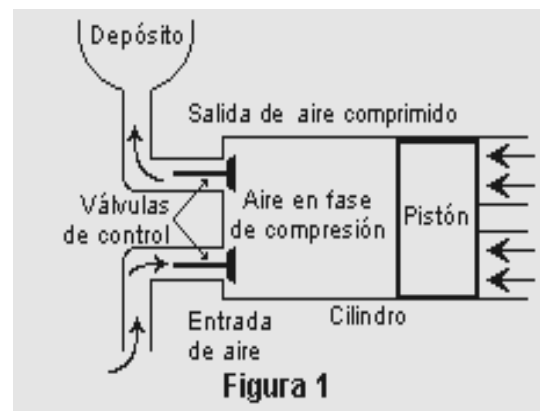 Depósito
Salida de aire comprimido
Válvulas
de control
Aire en fase
de compresión
Pistón
Entrada
de aire
Cilindro
Figura 1